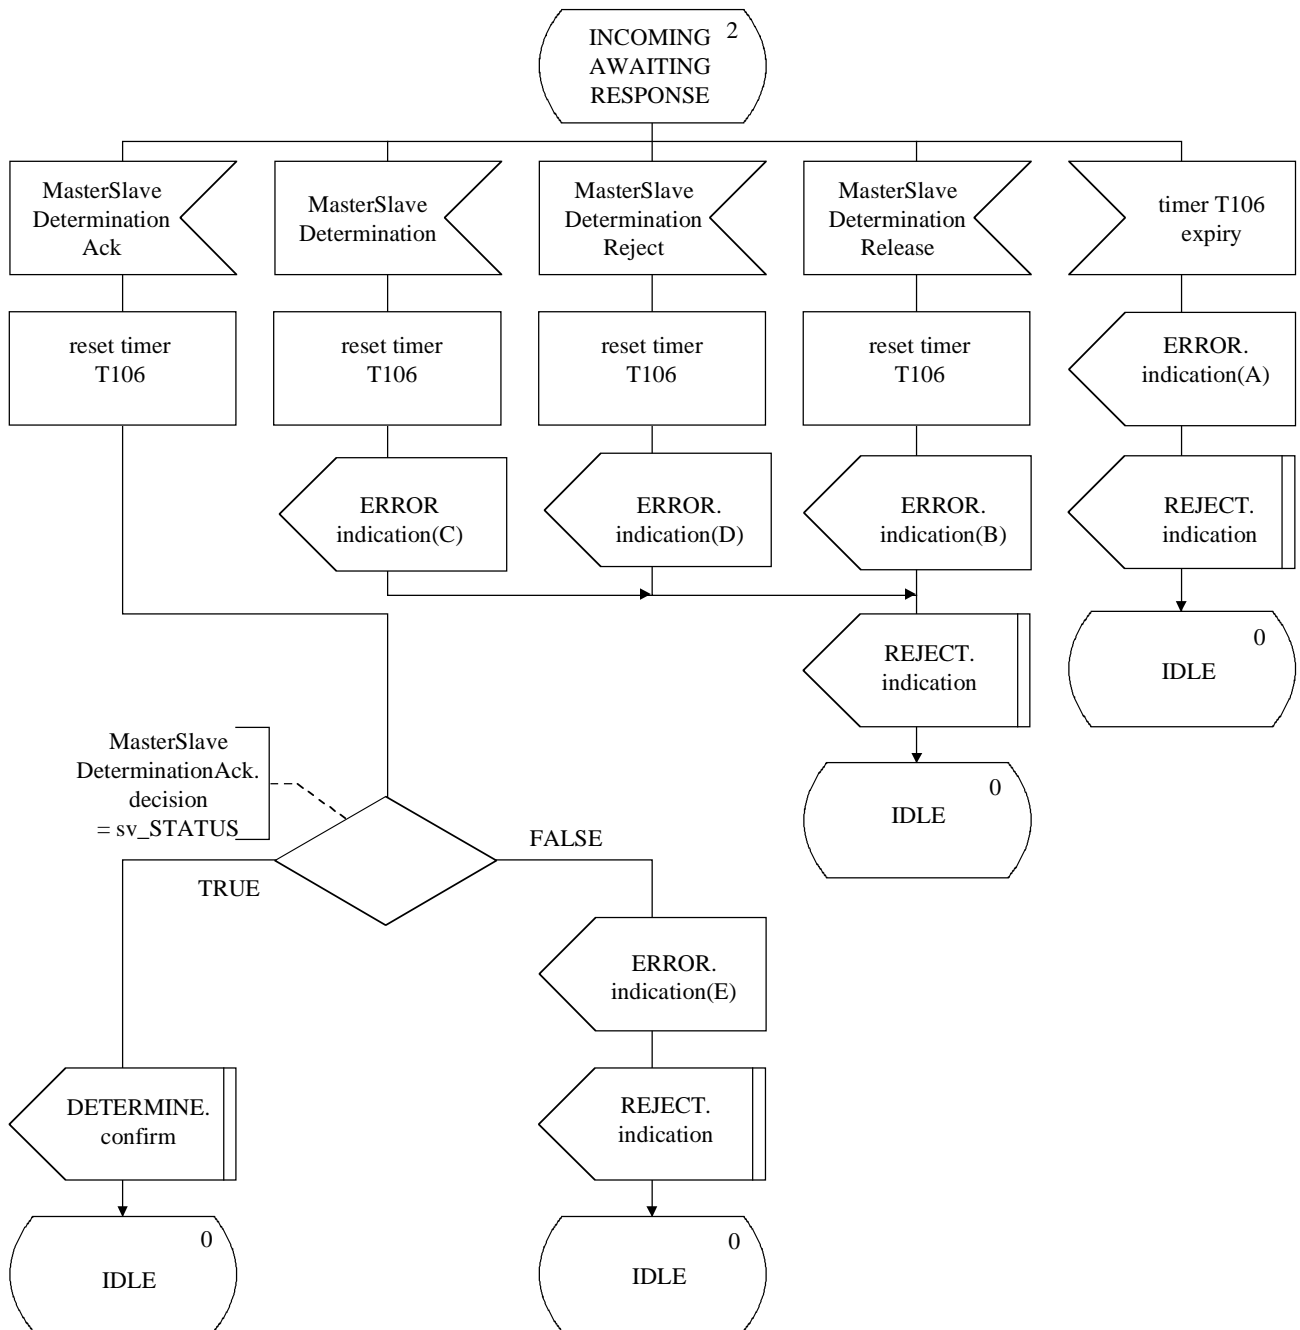 INCOMING 2
AWAITING
RESPONSE
MasterSlave
Determination
Ack
MasterSlave
Determination
MasterSlave
Determination
Reject
MasterSlave
Determination
Release
timer T106
expiry
reset timer
T106
reset timer
T106
reset timer
T106
reset timer
T106
ERROR.
indication(A)
ERROR
indication(C)
ERROR.
indication(D)
ERROR.
indication(B)
REJECT.
indication
0
IDLE
REJECT.
indication
0
IDLE
MasterSlave
DeterminationAck.
decision
= sv_STATUS
TRUE
FALSE
ERROR.
indication(E)
DETERMINE.
confirm
REJECT.
indication
0
IDLE
0
IDLE